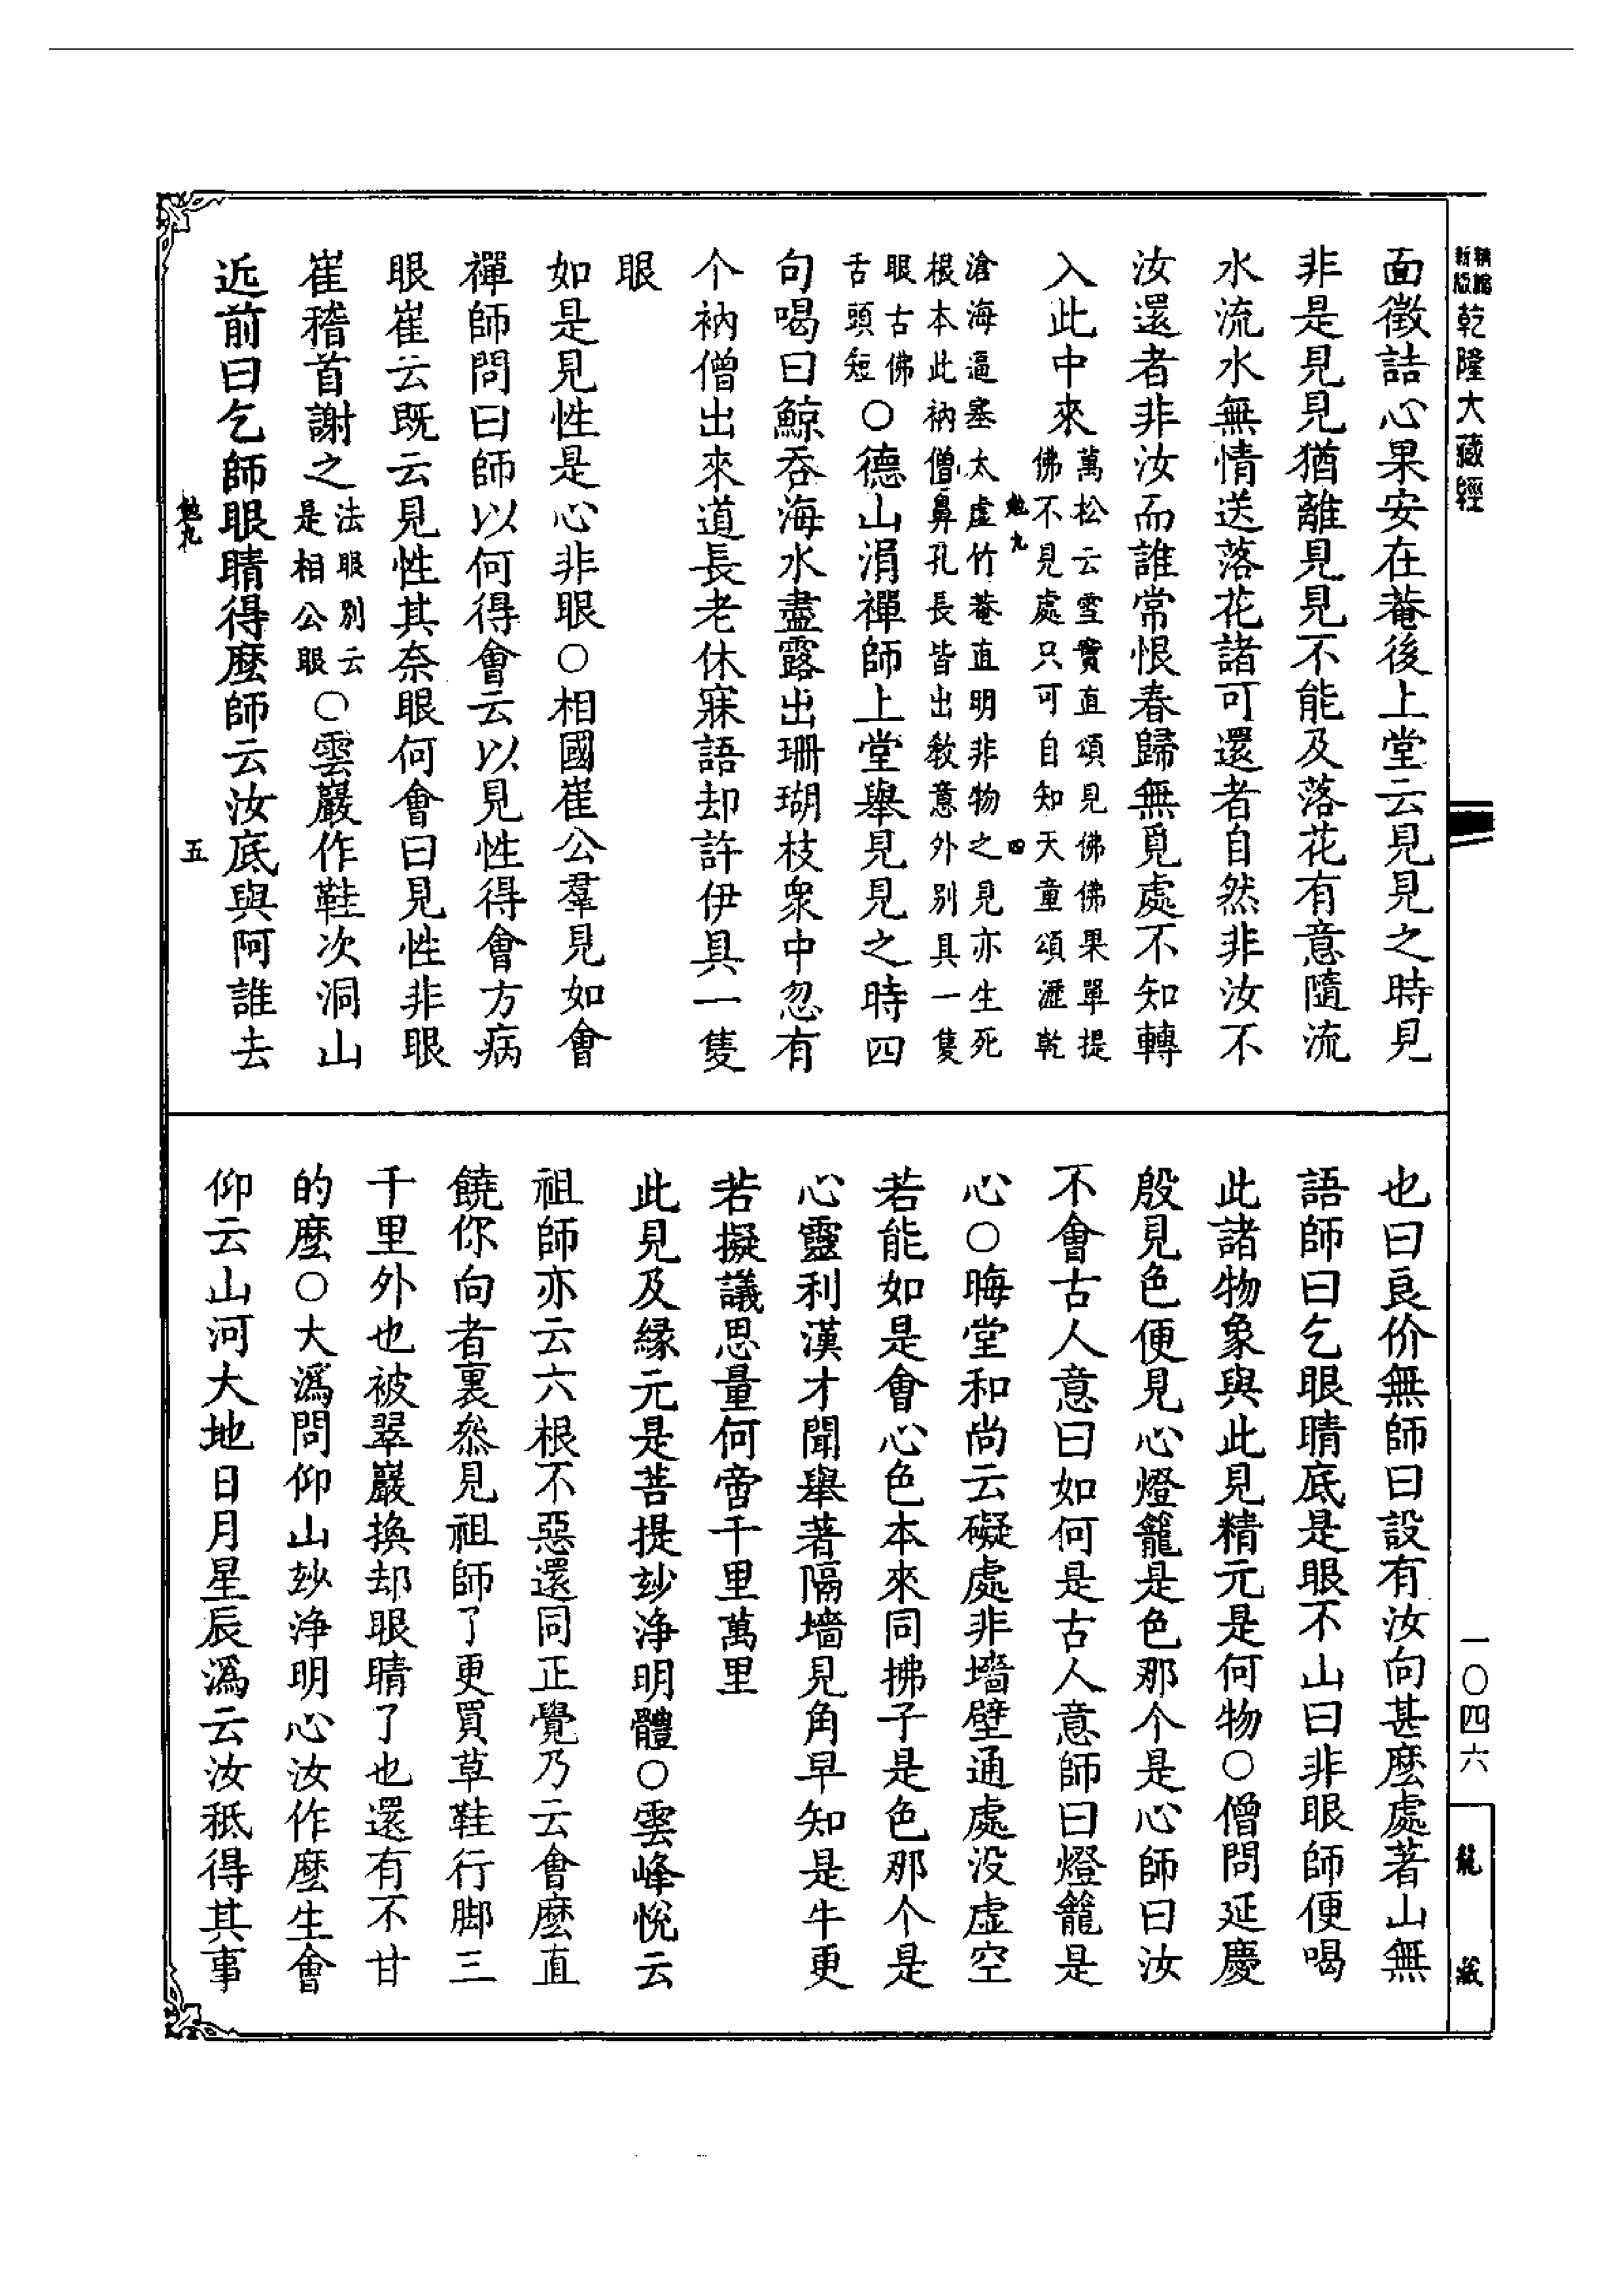 精編
新版
乾隆大藏經
面徵詰心果安在菴後上堂云見見之時見
非是見見猶離見見不能及落花有意隨流
水流水無情送落花諸可還者自然非汝不
汝還者非汝而誰常恨春歸無覓處不知轉
入此中來
萬松云雪竇直頌見佛佛果單提
佛不見處只可自知天童頌瀝乾
勉九
四
滄海逼塞太虛竹菴直明非物之見亦生死
根本此衲僧鼻孔長皆出教意外別具一隻
眼古佛
舌頭短
○德山涓禪師上堂舉見見之時四
句喝曰鯨吞海水盡露出珊瑚枝衆中忽有
个衲僧出來道長老休寐語却許伊具一隻
眼
如是見性是心非眼○相國崔公羣見如會
禪師問曰師以何得會云以見性得會方病
眼崔云既云見性其奈眼何會曰見性非眼
崔稽首謝之
法眼別云
是相公眼
○雲巖作鞋次洞山
近前曰乞師眼睛得麼師云汝底與阿誰去
勉九
五
也曰良价無師曰設有汝向甚麼處著山無
語師曰乞眼睛底是眼不山曰非眼師便喝
此諸物象與此見精元是何物○僧問延慶
殷見色便見心燈籠是色那个是心師曰汝
不會古人意曰如何是古人意師曰燈籠是
心○晦堂和尚云礙處非墻壁通處没虛空
若能如是會心色本來同拂子是色那个是
心靈利漢才聞舉著隔墻見角早知是牛更
若擬議思量何啻千里萬里
此見及緣元是菩提玅淨明體○雲峰悅云
祖師亦云六根不惡還同正覺乃云會麼直
饒你向者裏叅見祖師了更買草鞋行脚三
千里外也被翠巖換却眼睛了也還有不甘
的麼○大溈問仰山玅淨明心汝作麼生會
仰云山河大地日月星辰溈云汝秖得其事
一〇四六
龍藏